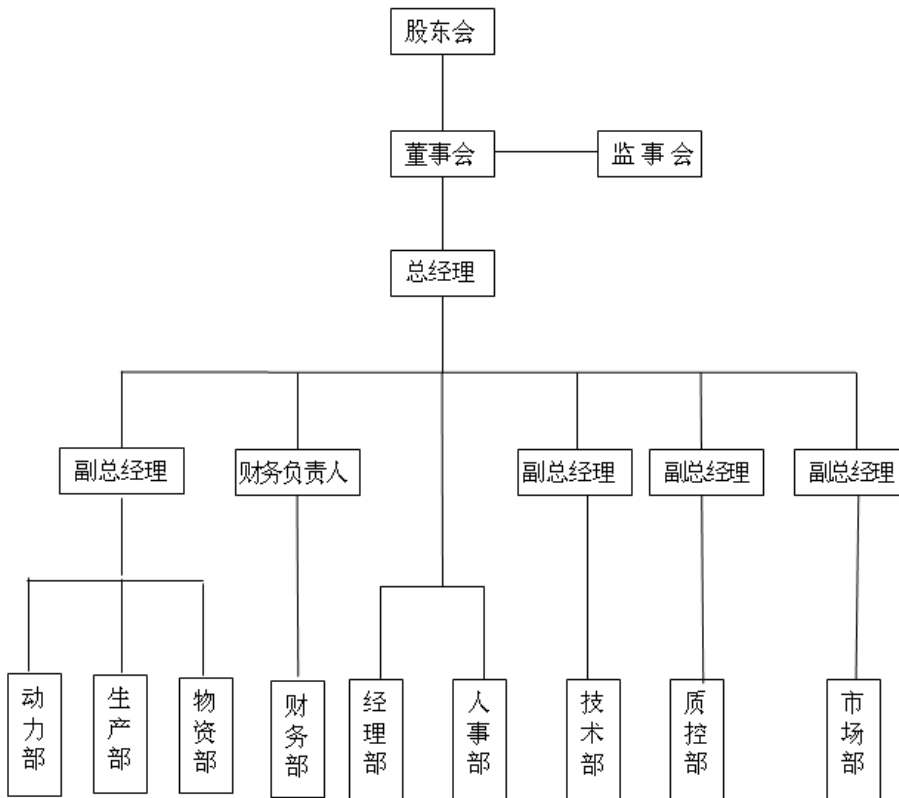 股东会
董事会
监事会
总经理
副总经理
财务负责人
副总经理
副总经理
副总经理
动力部
生产部
物资部
财务部
经理部
人事部
技术部
质控部
市场部